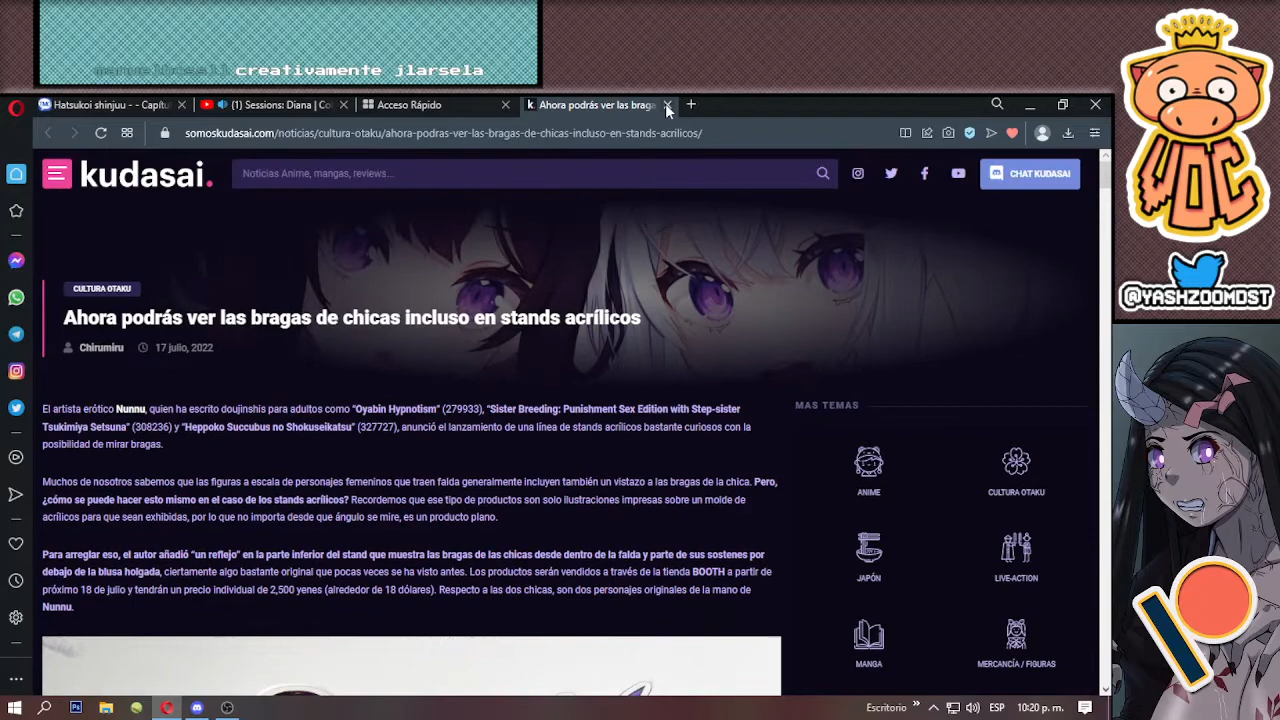 creativamente jlarsela
Hatsukoi shinjuu - - Capítu
(1) Sessions: Diana | Co
Acceso Rápido
Ahora podrás ver las braga
somoskudasai.com/noticias/cultura-otaku/ahora-podras-ver-las-bragas-de-chicas-incluso-en-stands-acrilicos/
kudasai.
Noticias Anime, mangas, reviews...
CHAT KUDASAI
CULTURA OTAKU
Ahora podrás ver las bragas de chicas incluso en stands acrílicos
Chirumiru
17 julio, 2022
El artista erótico Nunnu, quien ha escrito doujinshis para adultos como “Oyabin Hypnotism” (279933), “Sister Breeding: Punishment Sex Edition with Step-sister
Tsukimiya Setsuna” (308236) y “Heppoko Succubus no Shokuseikatsu” (327727), anunció el lanzamiento de una línea de stands acrílicos bastante curiosos con la
posibilidad de mirar bragas.
Muchos de nosotros sabemos que las figuras a escala de personajes femeninos que traen falda generalmente incluyen también un vistazo a las bragas de la chica. Pero,
¿cómo se puede hacer esto mismo en el caso de los stands acrílicos? Recordemos que ese tipo de productos son solo ilustraciones impresas sobre un molde de
acrílicos para que sean exhibidas, por lo que no importa desde que ángulo se mire, es un producto plano.
Para arreglar eso, el autor añadió “un reflejo” en la parte inferior del stand que muestra las bragas de las chicas desde dentro de la falda y parte de sus sostenes por
debajo de la blusa holgada, ciertamente algo bastante original que pocas veces se ha visto antes. Los productos serán vendidos a través de la tienda BOOTH a partir de
próximo 18 de julio y tendrán un precio individual de 2,500 yenes (alrededor de 18 dólares). Respecto a las dos chicas, son dos personajes originales de la mano de
Nunnu.
MAS TEMAS
ANIME
CULTURA OTAKU
JAPÓN
LIVE-ACTION
MANGA
MERCANCÍA / FIGURAS
@YASHZOOMDST
Escritorio
ESP
10:20 p. m.